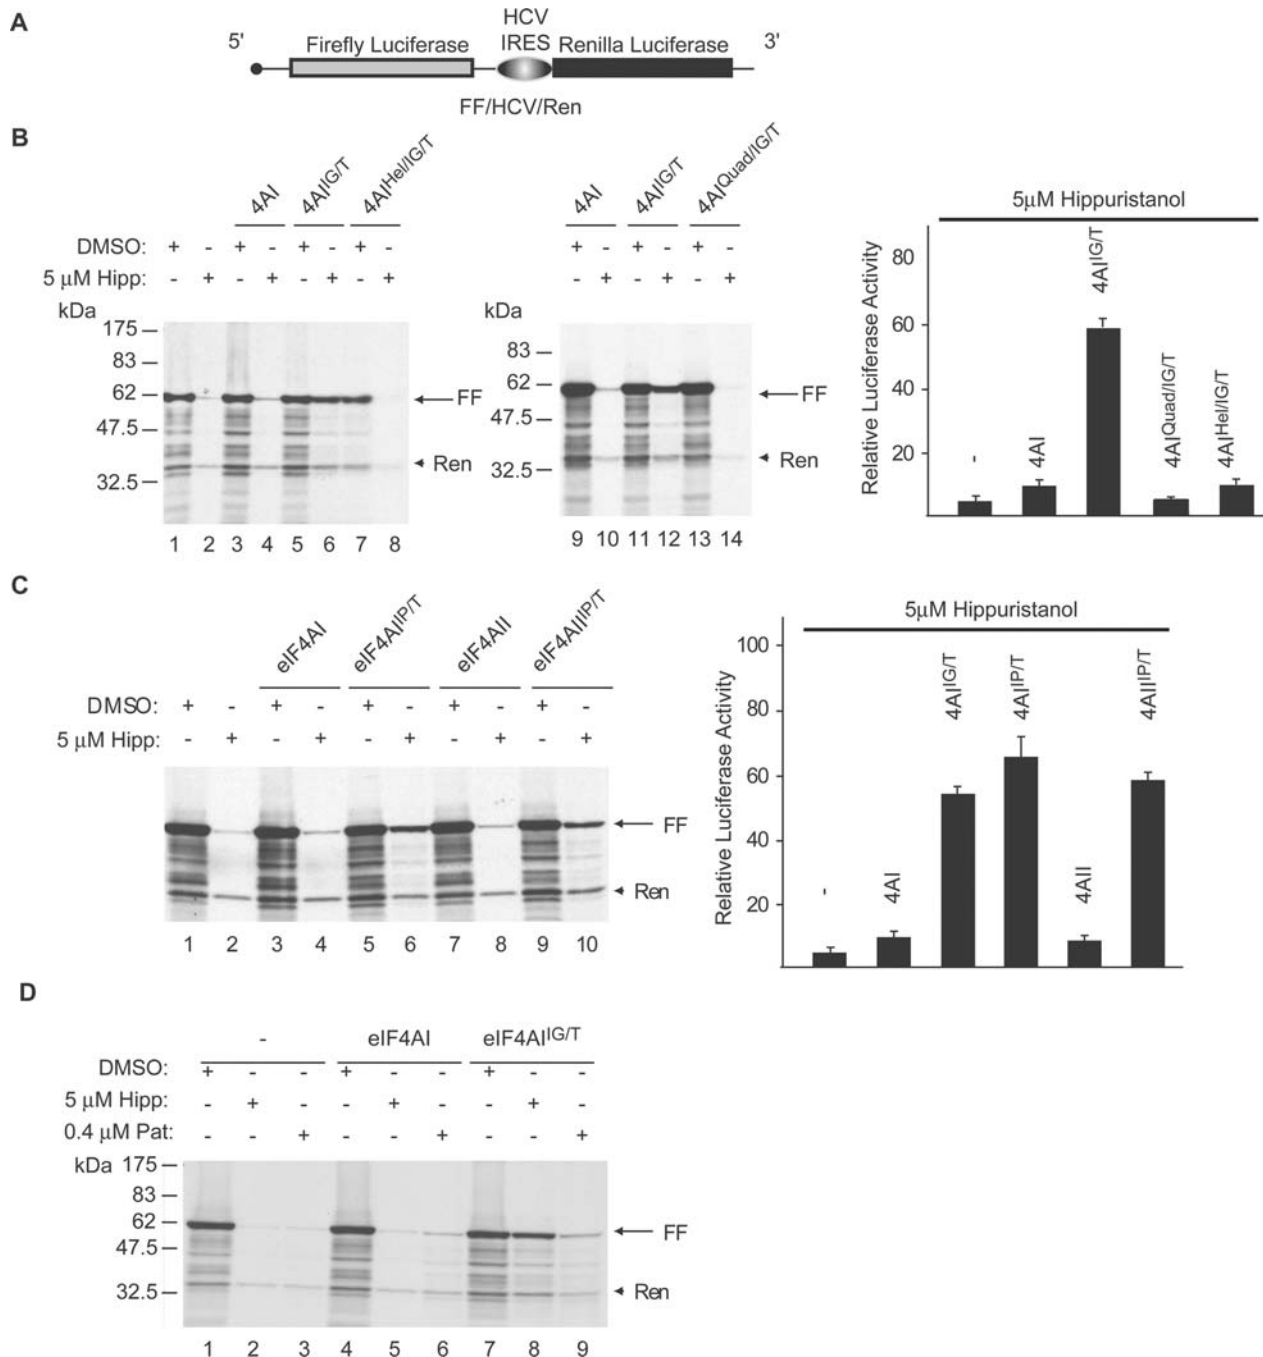 A
5'
Firefly Luciferase
HCV
IRES
Renilla Luciferase
3'
FF/HCV/Ren
B
4AI
4AI^IG/T
4AI^Hel/IG/T
DMSO: + - + - + - + -
5 μM Hipp: - + - + - + - +
kDa
175
83
62
47.5
32.5
FF
Ren
1 2 3 4 5 6 7 8
4AI
4AI^IG/T
4AI^Quad/IG/T
+ - + - + -
- + - + - +
kDa
83
62
47.5
32.5
FF
Ren
9 10 11 12 13 14
5μM Hippuristanol
Relative Luciferase Activity
80
60
40
20
-
4AI
4AI^IG/T
4AI^Quad/IG/T
4AI^Hel/IG/T
C
eIF4AI
eIF4AI^IP/T
eIF4AII
eIF4AII^IP/T
DMSO: + - + - + - + - + -
5 μM Hipp: - + - + - + - + - +
FF
Ren
1 2 3 4 5 6 7 8 9 10
5μM Hippuristanol
Relative Luciferase Activity
100
80
60
40
20
-
4AI
4AI^IG/T
4AI^IP/T
4AII
4AII^IP/T
D
- eIF4AI eIF4AI^IG/T
DMSO: + - - + - - + - -
5 μM Hipp: - + - - + - - + -
0.4 μM Pat: - - + - - + - - +
kDa 175
83
62
47.5
32.5
FF
Ren
1 2 3 4 5 6 7 8 9